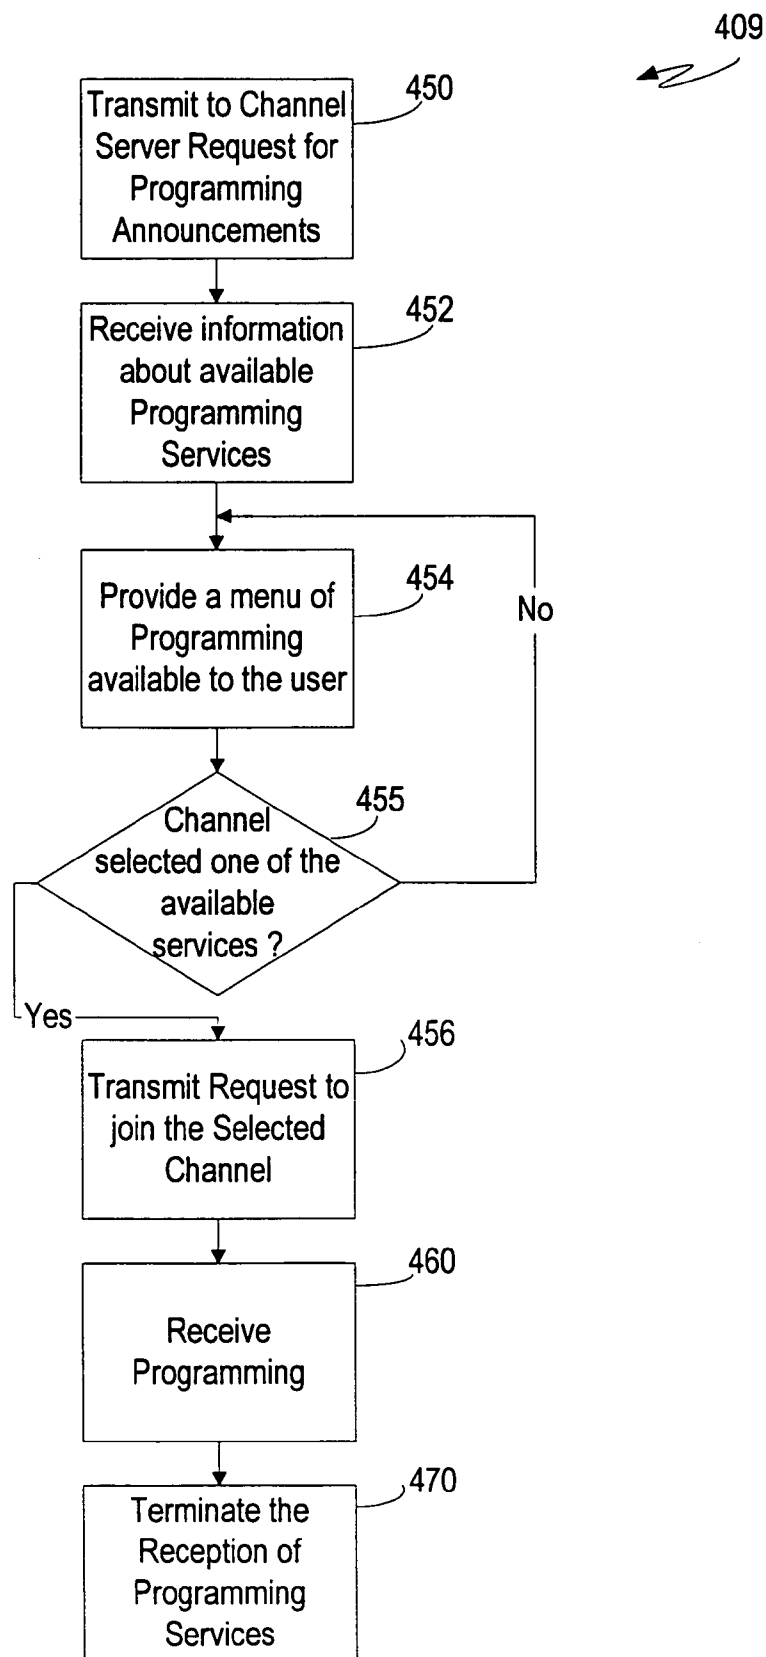 409
Transmit to Channel
Server Request for
Programming
Announcements
450
Receive information
about available
Programming
Services
452
Provide a menu of
Programming
available to the user
454
No
Channel
selected one of the
available
services ?
455
Yes
Transmit Request to
join the Selected
Channel
456
Receive
Programming
460
Terminate the
Reception of
Programming
Services
470